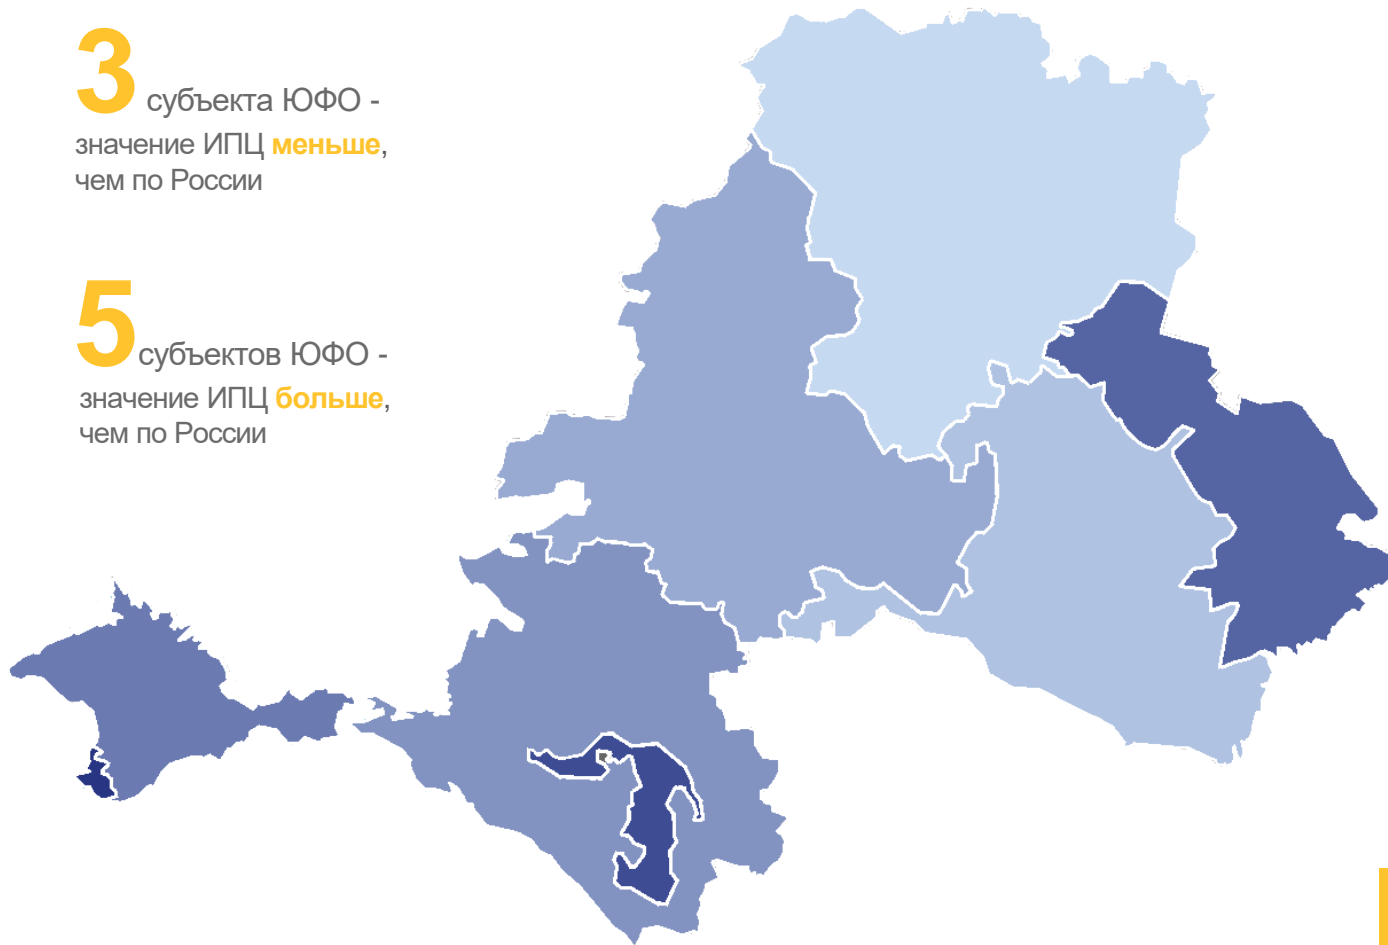 3 субъекта ЮФО -
значение ИПЦ меньше,
чем по России
5 субъектов ЮФО -
значение ИПЦ больше,
чем по России